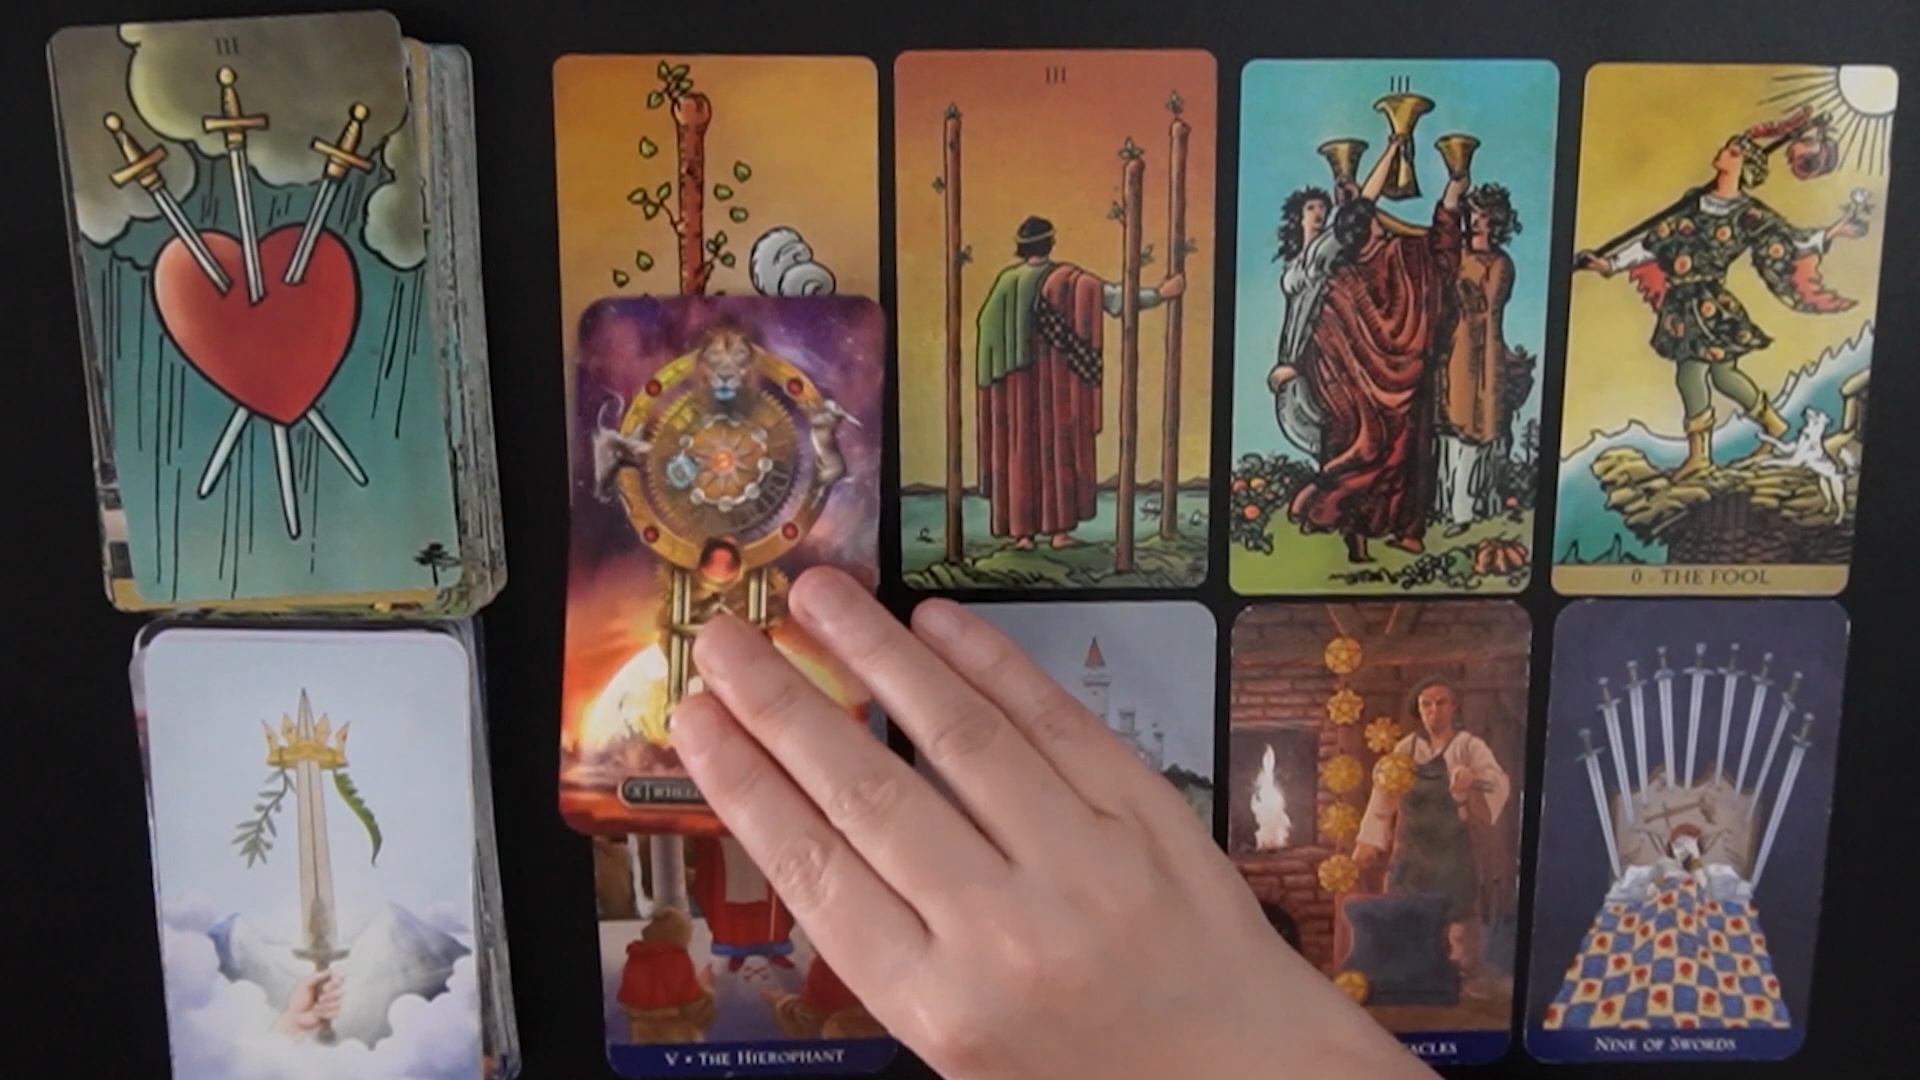 III
III
III
0 - THE FOOL
V • THE HIEROPHANT
NINE OF SWORDS